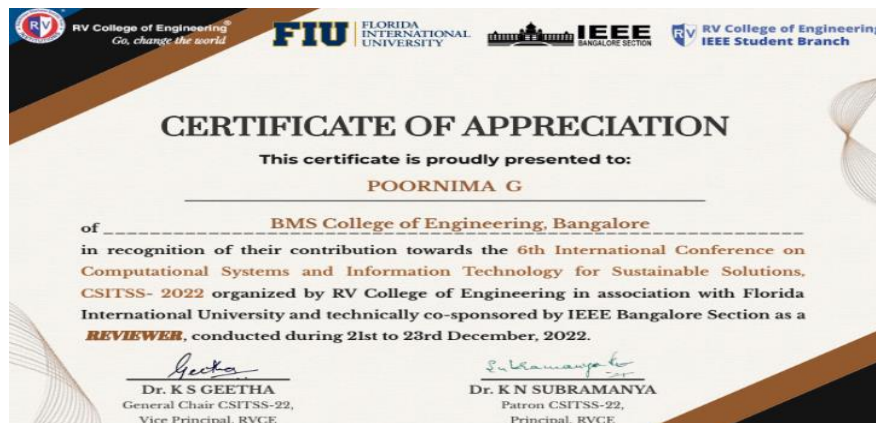 RV College of Engineering®
Go, change the world
FIU FLORIDA INTERNATIONAL UNIVERSITY
IEEE
BANGALORE SECTION
RV College of Engineering
IEEE Student Branch
CERTIFICATE OF APPRECIATION
This certificate is proudly presented to:
POORNIMA G
of BMS College of Engineering, Bangalore
in recognition of their contribution towards the 6th International Conference on
Computational Systems and Information Technology for Sustainable Solutions,
CSITSS- 2022 organized by RV College of Engineering in association with Florida
International University and technically co-sponsored by IEEE Bangalore Section as a
REVIEWER, conducted during 21st to 23rd December, 2022.
Geetha
Subramanya
Dr. K S GEETHA
Dr. K N SUBRAMANYA
General Chair CSITSS-22,
Patron CSITSS-22,
Vice Principal, RVCE
Principal, RVCE